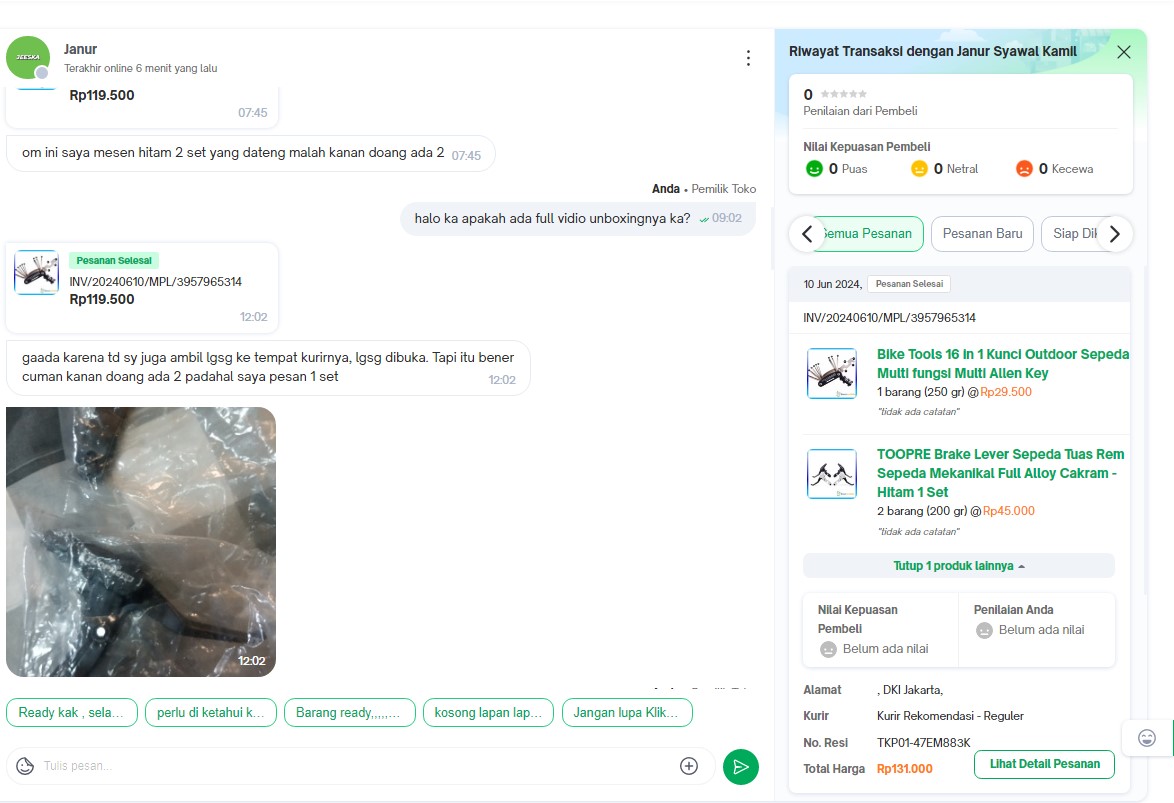 JEESKA
Janur
Terakhir online 6 menit yang lalu
Rp119.500
07:45
om ini saya mesen hitam 2 set yang dateng malah kanan doang ada 2 07:45
Anda • Pemilik Toko
halo ka apakah ada full vidio unboxingnya ka? 09:02
Pesanan Selesai
INV/20240610/MPL/3957965314
Rp119.500
12:02
gaada karena td sy juga ambil lgsg ke tempat kurirnya, lgsg dibuka. Tapi itu bener
cuman kanan doang ada 2 padahal saya pesan 1 set 12:02
12:02
Ready kak , sela...
perlu di ketahui k...
Barang ready,,,,,...
kosong lapan lap...
Jangan lupa Klik...
Tulis pesan...
Riwayat Transaksi dengan Janur Syawal Kamil
0
Penilaian dari Pembeli
Nilai Kepuasan Pembeli
0 Puas
0 Netral
0 Kecewa
Semua Pesanan
Pesanan Baru
Siap Dik
10 Jun 2024, Pesanan Selesai
INV/20240610/MPL/3957965314
Bike Tools 16 in 1 Kunci Outdoor Sepeda
Multi fungsi Multi Allen Key
1 barang (250 gr) @ Rp29.500
"tidak ada catatan"
TOOPRE Brake Lever Sepeda Tuas Rem
Sepeda Mekanikal Full Alloy Cakram -
Hitam 1 Set
2 barang (200 gr) @ Rp45.000
"tidak ada catatan"
Tutup 1 produk lainnya
Nilai Kepuasan
Pembeli
Belum ada nilai
Penilaian Anda
Belum ada nilai
Alamat , DKI Jakarta,
Kurir Kurir Rekomendasi - Reguler
No. Resi TKP01-47EM883K
Total Harga Rp131.000
Lihat Detail Pesanan